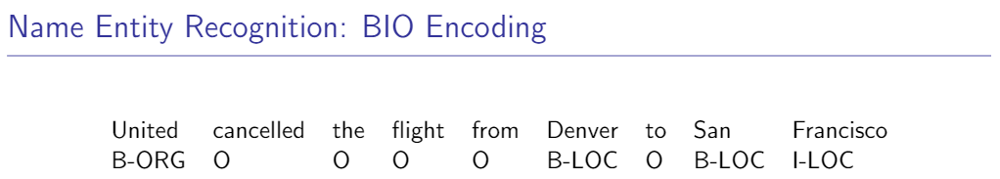 Name Entity Recognition: BIO Encoding
United cancelled the flight from Denver to San Francisco
B-ORG O O O O B-LOC O B-LOC I-LOC